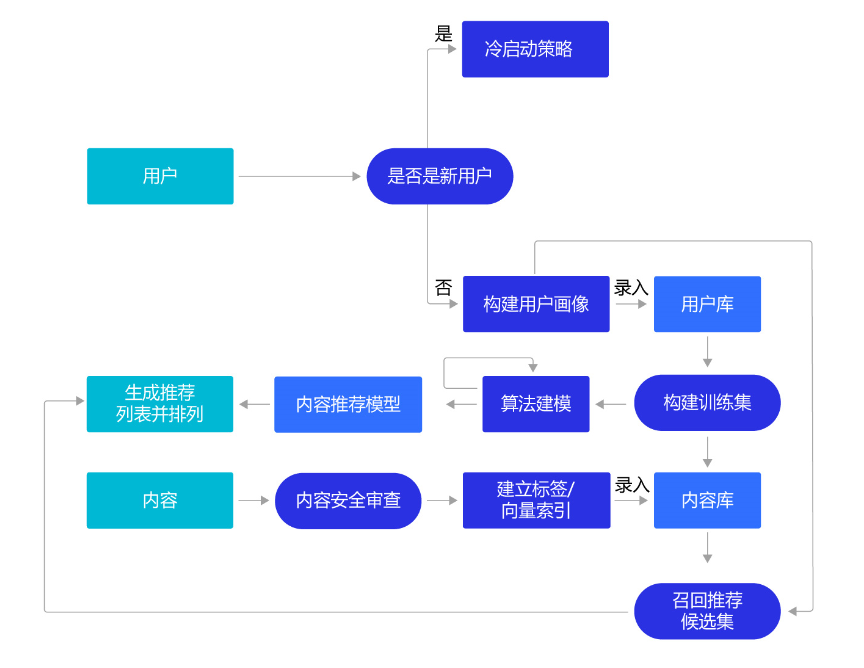 是
冷启动策略
用户
是否是新用户
否
构建用户画像
录入
用户库
生成推荐
列表并排列
内容推荐模型
算法建模
构建训练集
内容
内容安全审查
建立标签/
向量索引
录入
内容库
召回推荐
候选集